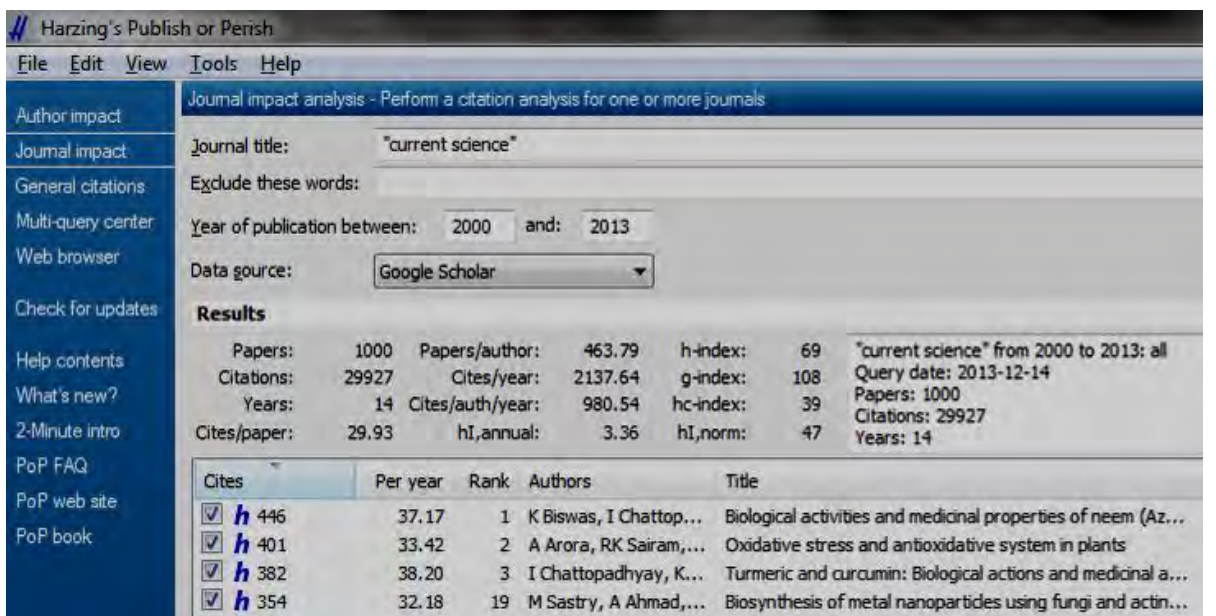 Harzing's Publish or Perish
File Edit View Tools Help
Author impact
Journal impact
General citations
Multi-query center
Web browser
Check for updates
Help contents
What's new?
2-Minute intro
PoP FAQ
PoP web site
PoP book
Journal impact analysis - Perform a citation analysis for one or more journals
Journal title: "current science"
Exclude these words:
Year of publication between: 2000 and: 2013
Data source: Google Scholar
Results
Papers: 1000 Papers/author: 463.79 h-index: 69
Citations: 29927 Cites/year: 2137.64 g-index: 108
Years: 14 Cites/auth/year: 980.54 hc-index: 39
Cites/paper: 29.93 hI,annual: 3.36 hI,norm: 47
"current science" from 2000 to 2013: all
Query date: 2013-12-14
Papers: 1000
Citations: 29927
Years: 14
Cites Per year Rank Authors Title
h 446 37.17 1 K Biswas, I Chattop... Biological activities and medicinal properties of neem (Az...
h 401 33.42 2 A Arora, RK Sairam,... Oxidative stress and antioxidative system in plants
h 382 38.20 3 I Chattopadhyay, K... Turmeric and curcumin: Biological actions and medicinal a...
h 354 32.18 19 M Sastry, A Ahmad,... Biosynthesis of metal nanoparticles using fungi and actin...